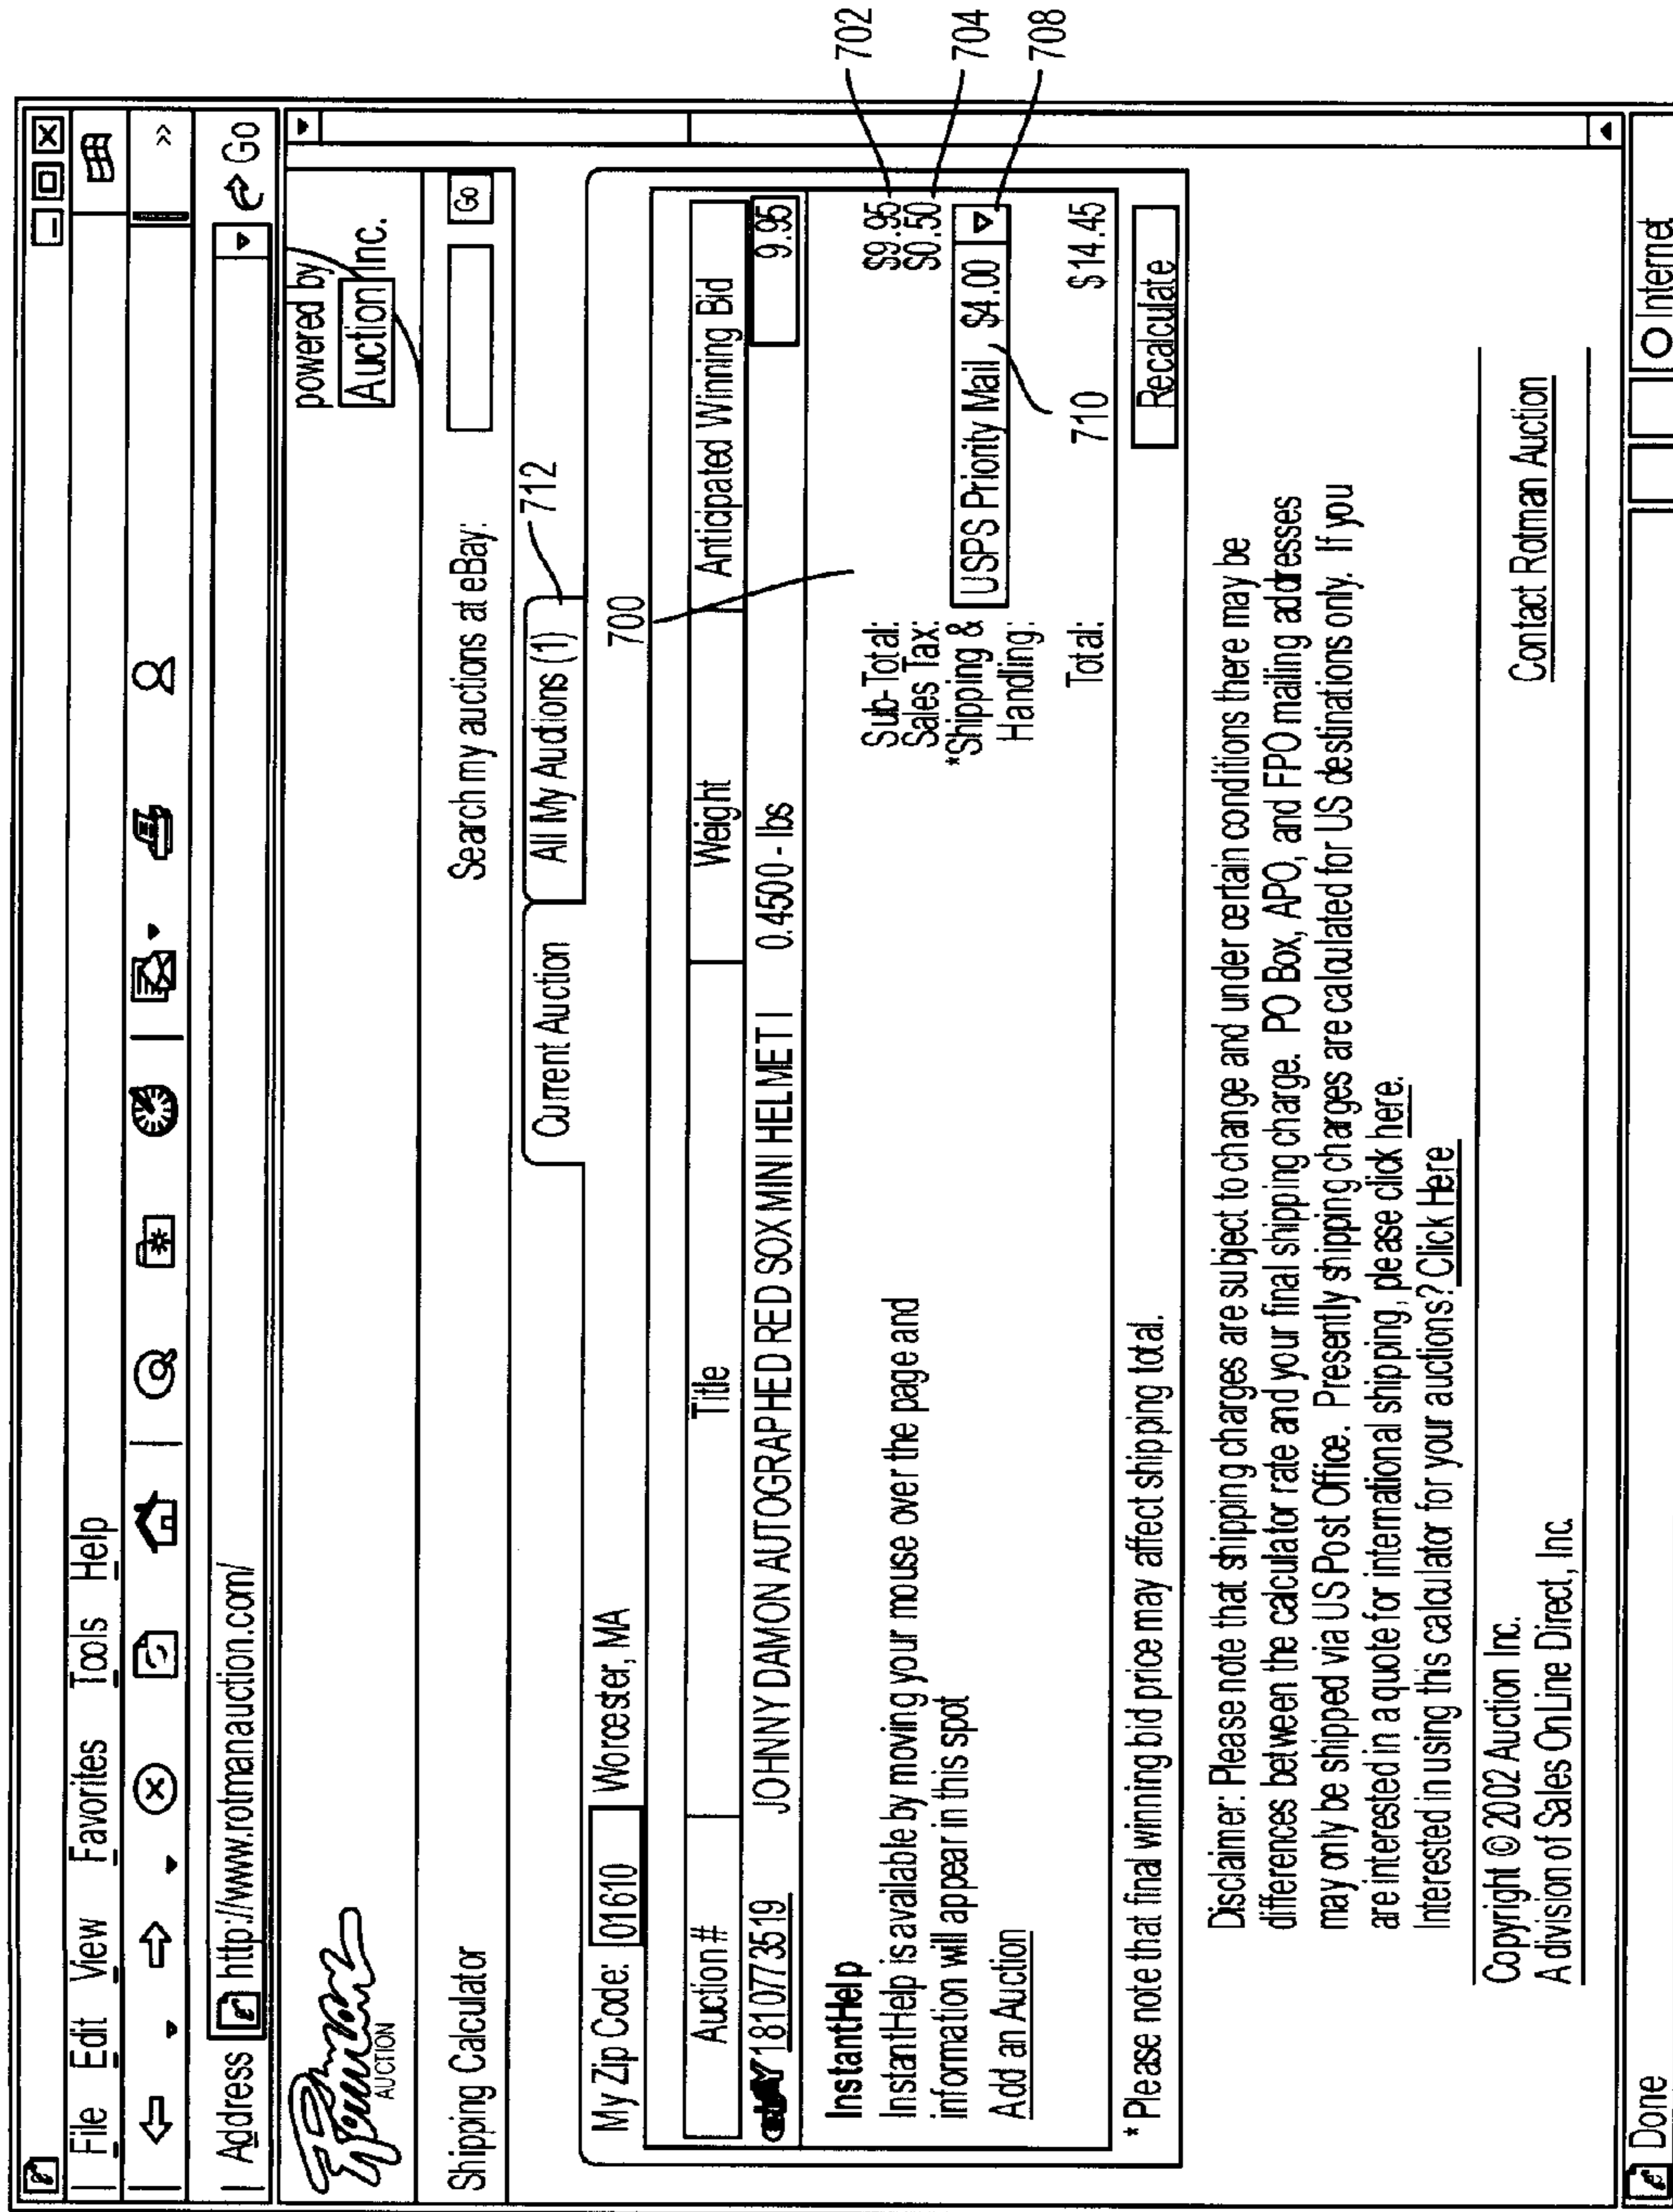 File Edit View Favorites Tools Help
Address http://www.rotmanauction.com/ Go
Rotman
AUCTION
powered by
Auction Inc.
Shipping Calculator Search my auctions at eBay: Go
Current Auction All My Auctions (1) 712
My Zip Code: 01610 Worcester, MA 700
Auction# Title Weight Anticipated Winning Bid
ebY 1810773519 JOHNNY DAMON AUTOGRAPHED RED SOX MINI HELMET I 0.4500 - lbs 9.95
InstantHelp
InstantHelp is available by moving your mouse over the page and
information will appear in this spot
Add an Auction
Sub-Total: $9.95 702
Sales Tax: $0.50 704
*Shipping & USPS Priority Mail, $4.00 708
Handling:
710
Total: $14.45
* Please note that final winning bid price may affect shipping total. Recalculate
Disclaimer: Please note that shipping charges are subject to change and under certain conditions there may be
differences between the calculator rate and your final shipping charge. PO Box, APO, and FPO mailing addresses
may only be shipped via US Post Office. Presently shipping charges are calculated for US destinations only. If you
are interested in a quote for international shipping, please click here.
Interested in using this calculator for your auctions? Click Here
Copyright © 2002 Auction Inc.
A division of Sales OnLine Direct, Inc.
Contact Rotman Auction
Done Internet